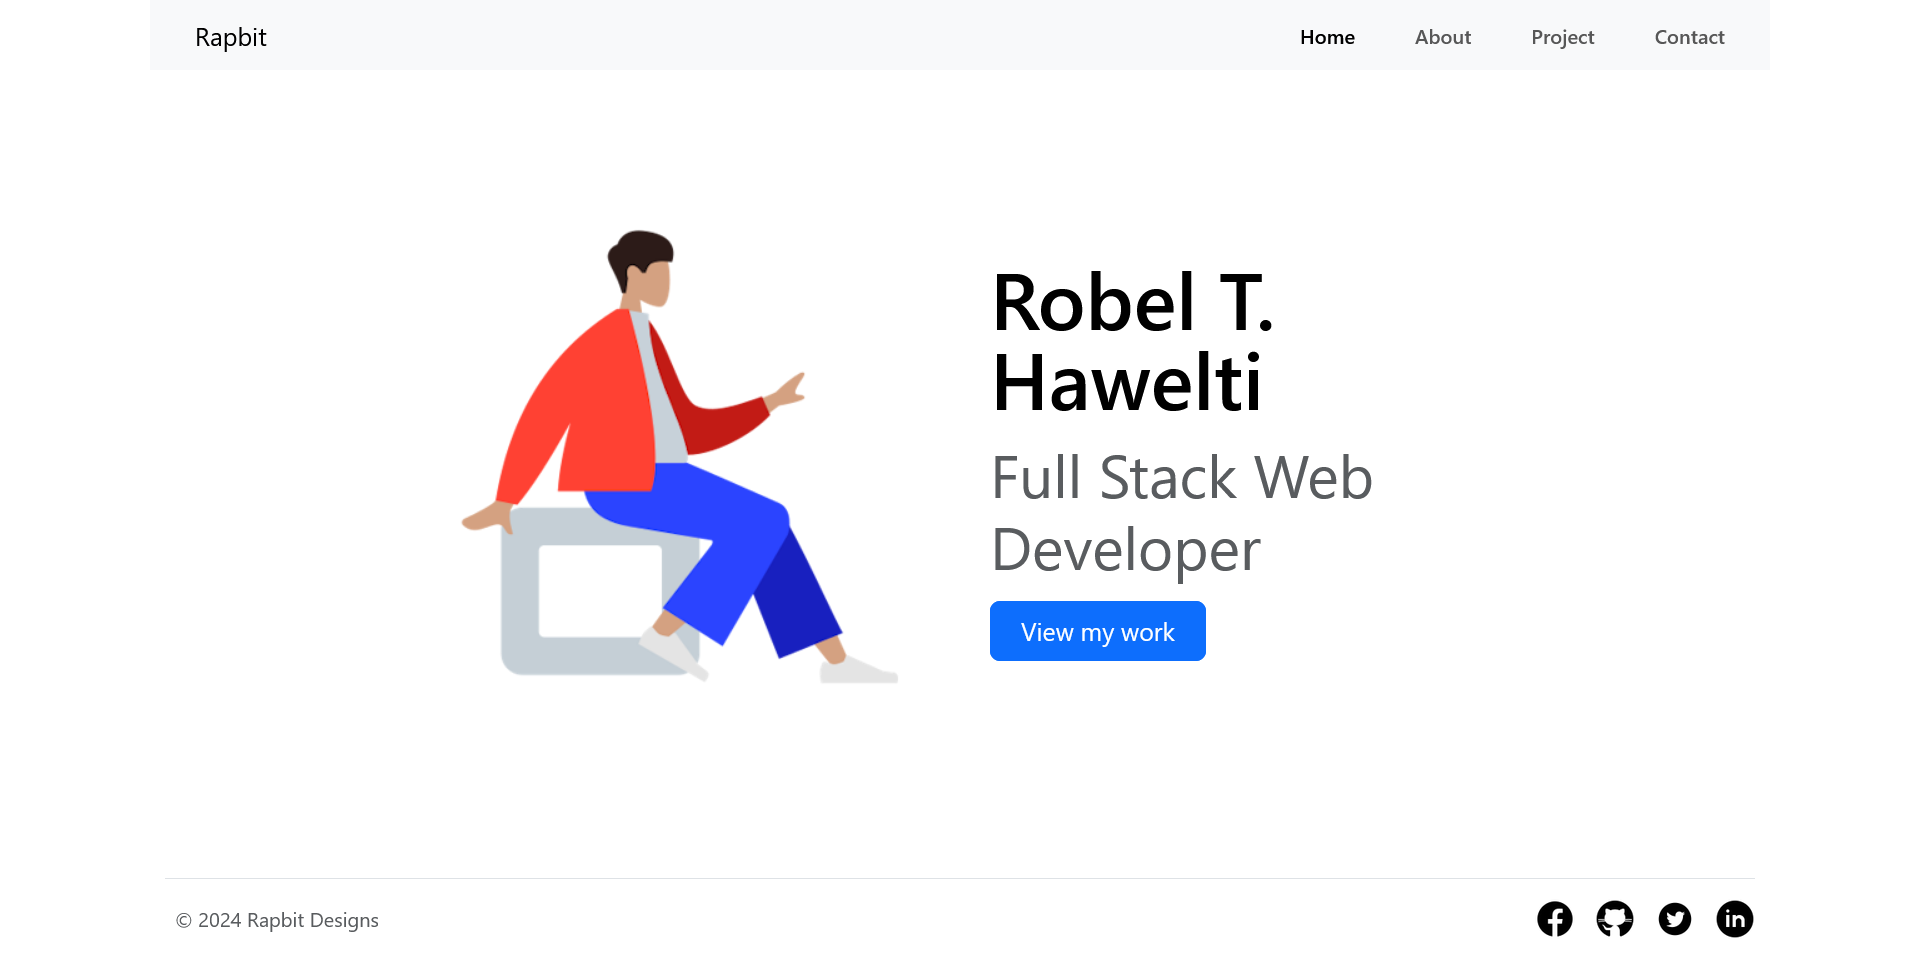 Rapbit
Home About Project Contact
Robel T.
Hawelti
Full Stack Web
Developer
View my work
© 2024 Rapbit Designs